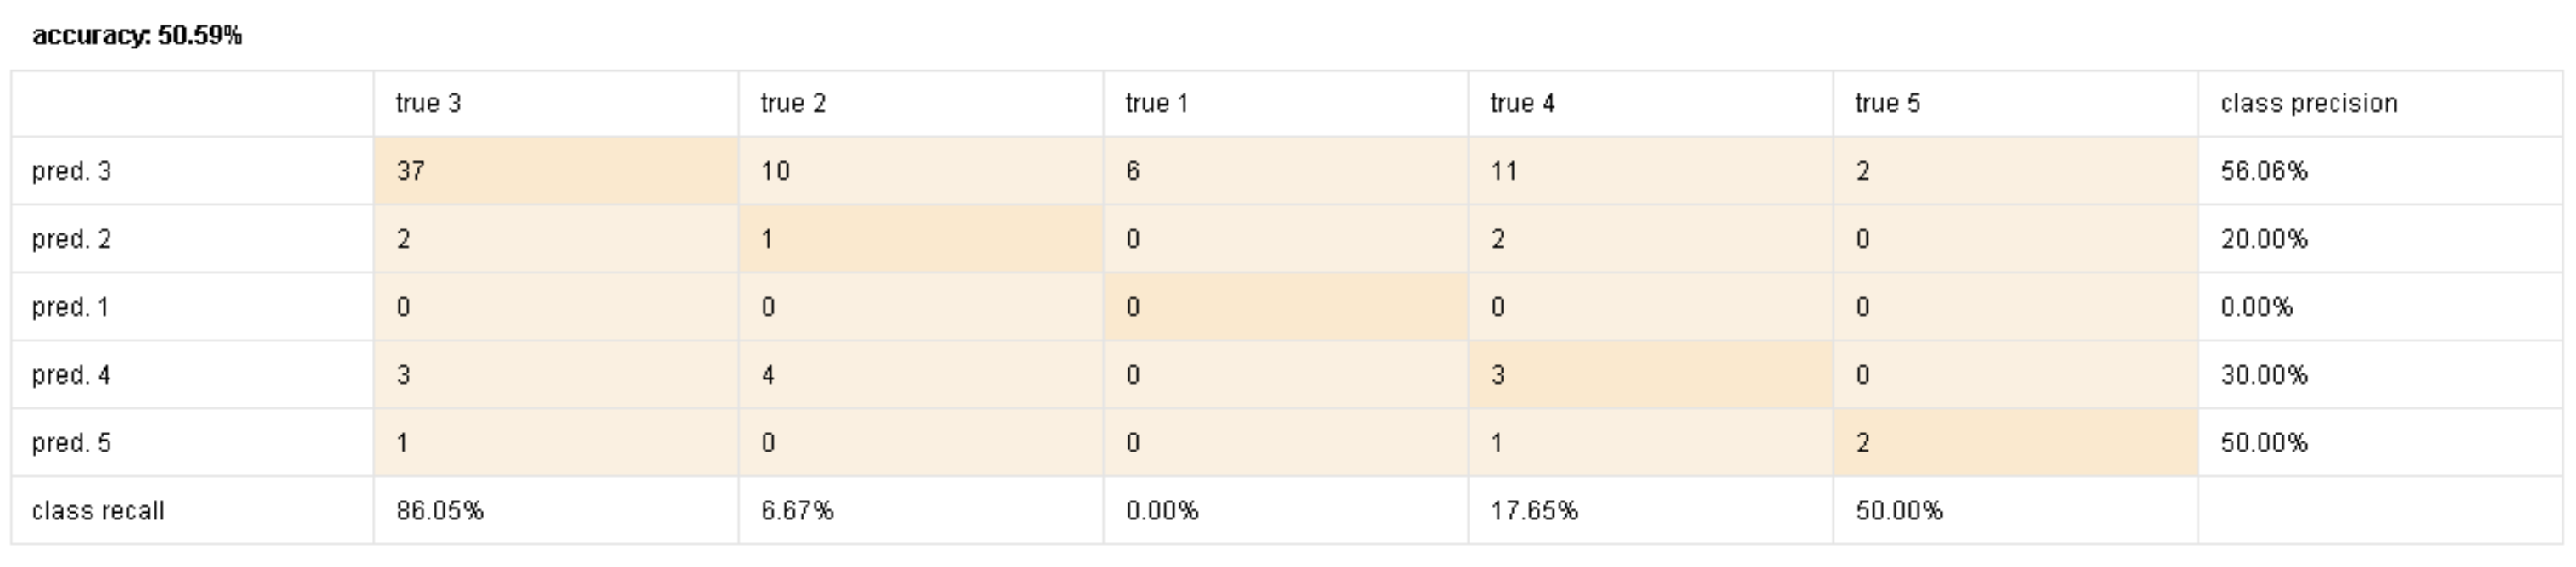 accuracy: 50.59%
true 3 true 2 true 1 true 4 true 5 class precision
pred. 3 37 10 6 11 2 56.06%
pred. 2 2 1 0 2 0 20.00%
pred. 1 0 0 0 0 0 0.00%
pred. 4 3 4 0 3 0 30.00%
pred. 5 1 0 0 1 2 50.00%
class recall 86.05% 6.67% 0.00% 17.65% 50.00%